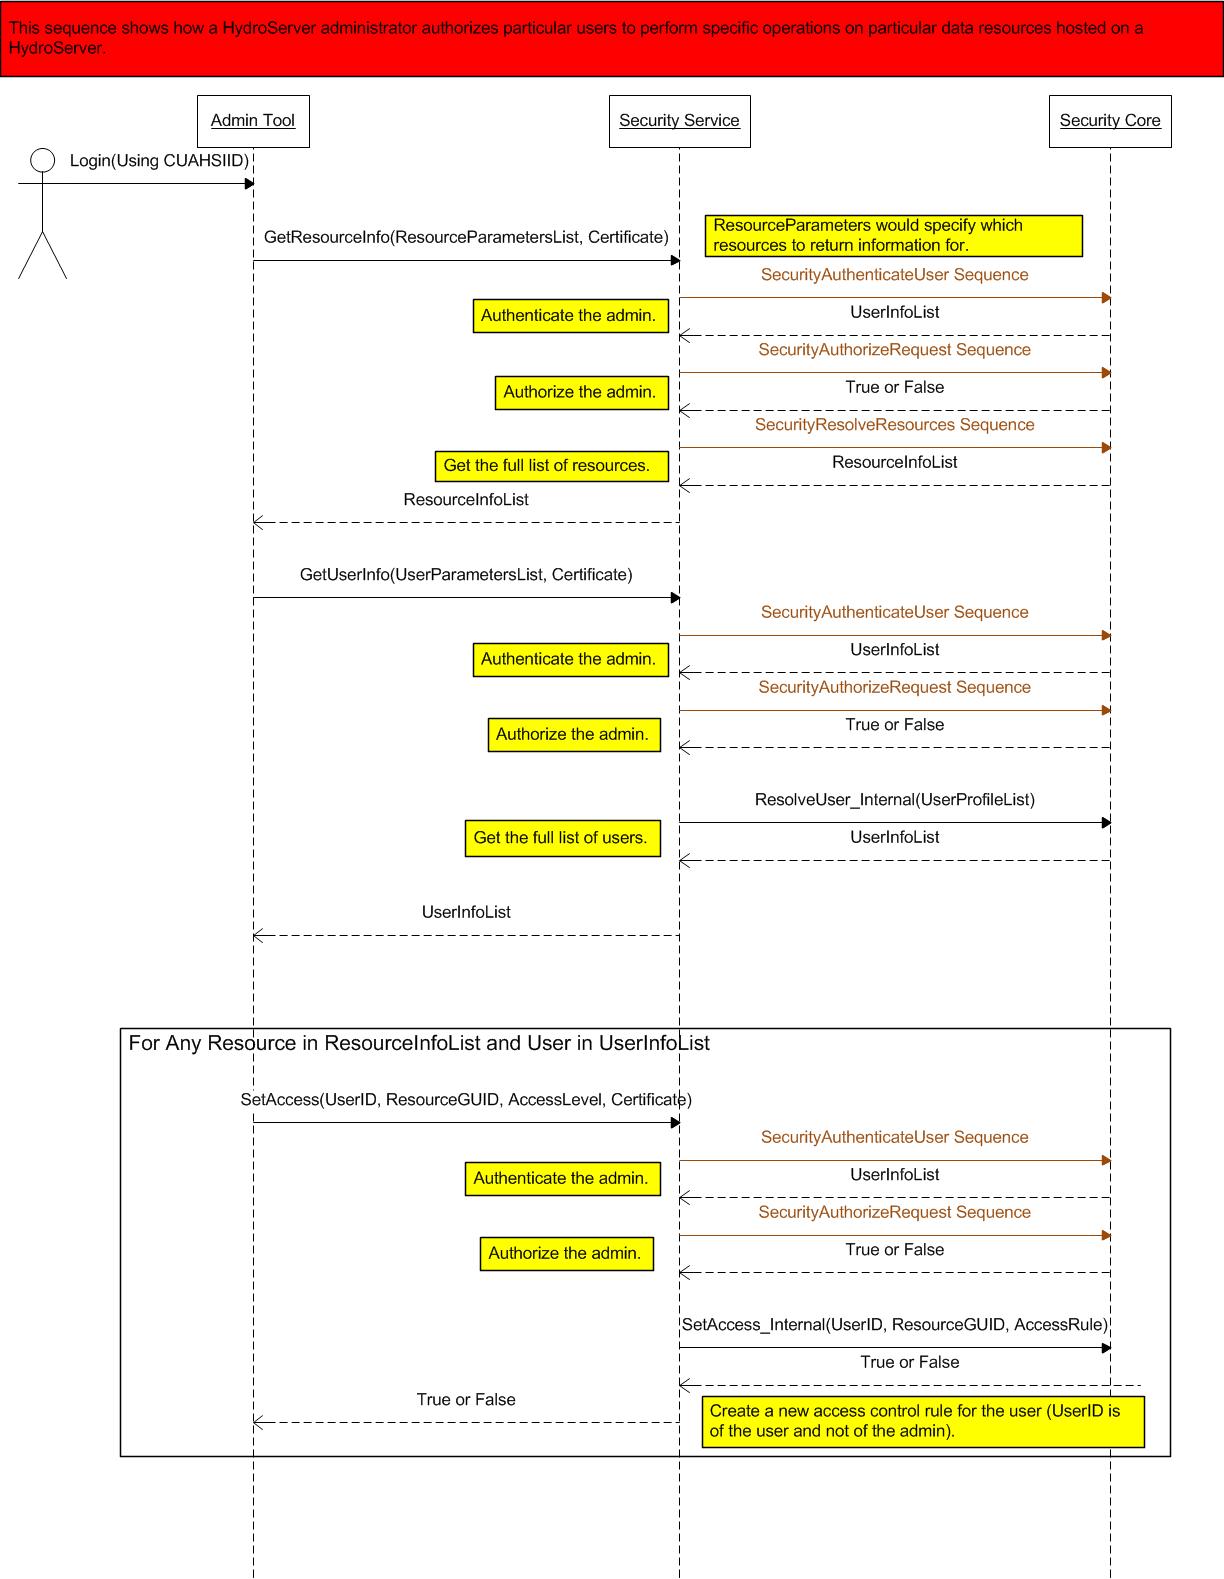 This sequence shows how a HydroServer administrator authorizes particular users to perform specific operations on particular data resources hosted on a
HydroServer.
Admin Tool
Security Service
Security Core
Login(Using CUAHSIID)
GetResourceInfo(ResourceParametersList, Certificate)
ResourceParameters would specify which
resources to return information for.
SecurityAuthenticateUser Sequence
Authenticate the admin.
UserInfoList
SecurityAuthorizeRequest Sequence
Authorize the admin.
True or False
SecurityResolveResources Sequence
Get the full list of resources.
ResourceInfoList
ResourceInfoList
GetUserInfo(UserParametersList, Certificate)
SecurityAuthenticateUser Sequence
Authenticate the admin.
UserInfoList
SecurityAuthorizeRequest Sequence
Authorize the admin.
True or False
ResolveUser_Internal(UserProfileList)
Get the full list of users.
UserInfoList
UserInfoList
For Any Resource in ResourceInfoList and User in UserInfoList
SetAccess(UserID, ResourceGUID, AccessLevel, Certificate)
SecurityAuthenticateUser Sequence
Authenticate the admin.
UserInfoList
SecurityAuthorizeRequest Sequence
Authorize the admin.
True or False
SetAccess_Internal(UserID, ResourceGUID, AccessRule)
True or False
True or False
Create a new access control rule for the user (UserID is
of the user and not of the admin).